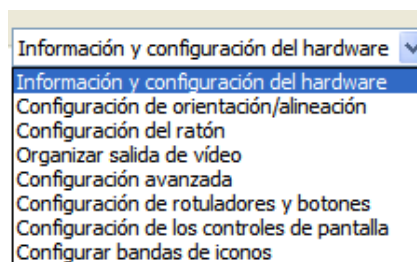 Información y configuración del hardware
Información y configuración del hardware
Configuración de orientación/alineación
Configuración del ratón
Organizar salida de vídeo
Configuración avanzada
Configuración de rotuladores y botones
Configuración de los controles de pantalla
Configurar bandas de iconos